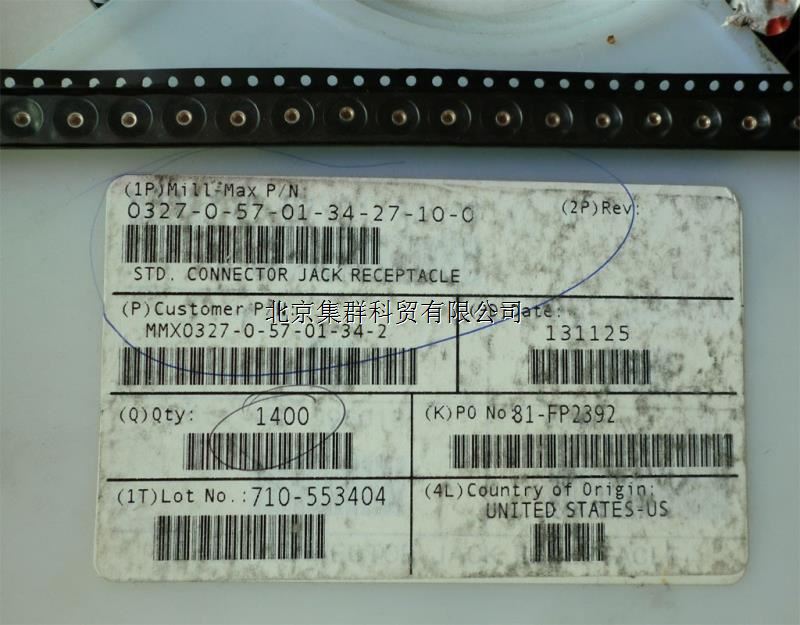 (1P)Mill-Max P/N:
0327-0-57-01-34-27-10-0
(2P)Rev:
STD. CONNECTOR JACK RECEPTACLE
(P)Customer P
北京集群科贸有限公司
MMX0327-0-57-01-34-2
131125
(Q)Qty: 1400
(K)PO No: 81-FP2392
(1T)Lot No.: 710-553404
(4L)Country of Origin:
UNITED STATES-US